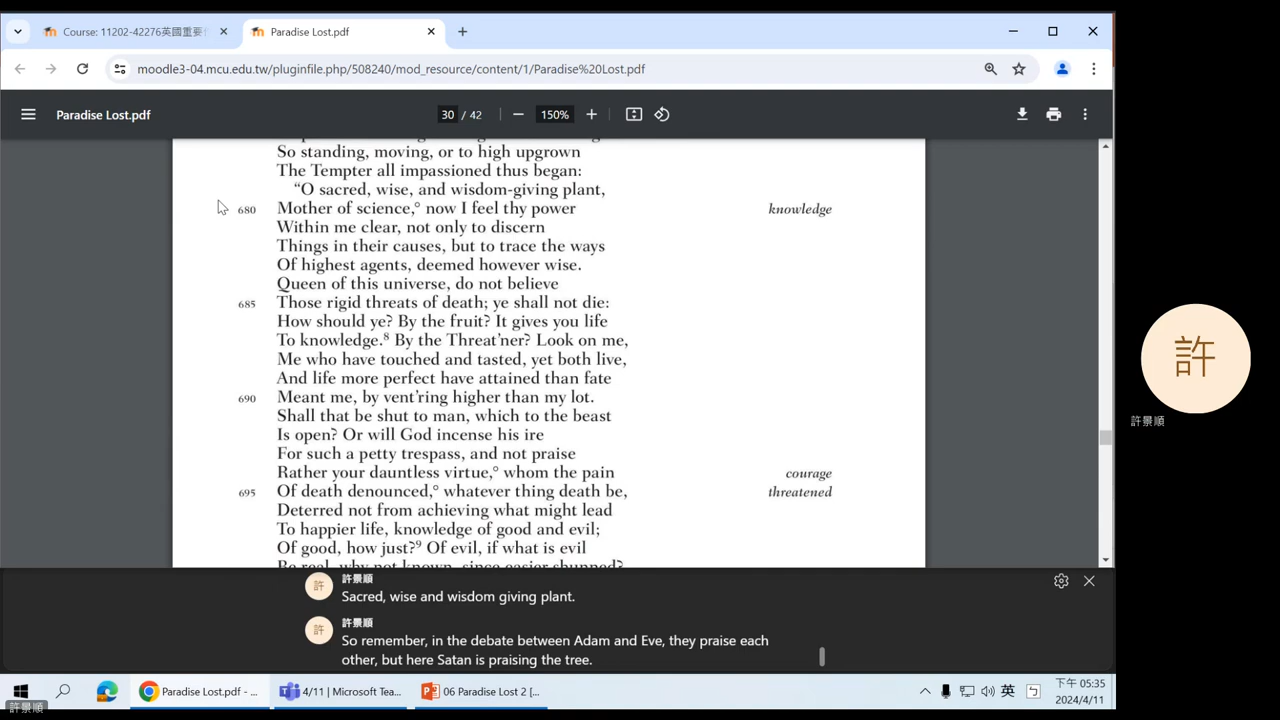 Course: 11202-42276英國重要
Paradise Lost.pdf
moodle3-04.mcu.edu.tw/pluginfile.php/508240/mod_resource/content/1/Paradise%20Lost.pdf
Paradise Lost.pdf
30 / 42
150%
So standing, moving, or to high upgrown
The Tempter all impassioned thus began:
“O sacred, wise, and wisdom-giving plant,
680 Mother of science,° now I feel thy power knowledge
Within me clear, not only to discern
Things in their causes, but to trace the ways
Of highest agents, deemed however wise.
Queen of this universe, do not believe
685 Those rigid threats of death; ye shall not die:
How should ye? By the fruit? It gives you life
To knowledge.⁸ By the Threat'ner? Look on me,
Me who have touched and tasted, yet both live,
And life more perfect have attained than fate
690 Meant me, by vent'ring higher than my lot.
Shall that be shut to man, which to the beast
Is open? Or will God incense his ire
For such a petty trespass, and not praise
Rather your dauntless virtue,° whom the pain courage
695 Of death denounced,° whatever thing death be, threatened
Deterred not from achieving what might lead
To happier life, knowledge of good and evil;
Of good, how just?⁹ Of evil, if what is evil
Be real, why not known, since easier shunned?
許
許景順
許景順
許
Sacred, wise and wisdom giving plant.
許景順
許
So remember, in the debate between Adam and Eve, they praise each
other, but here Satan is praising the tree.
Paradise Lost.pdf - ...
4/11 | Microsoft Tea...
06 Paradise Lost 2 [...
英
下午 05:35
2024/4/11
許景順